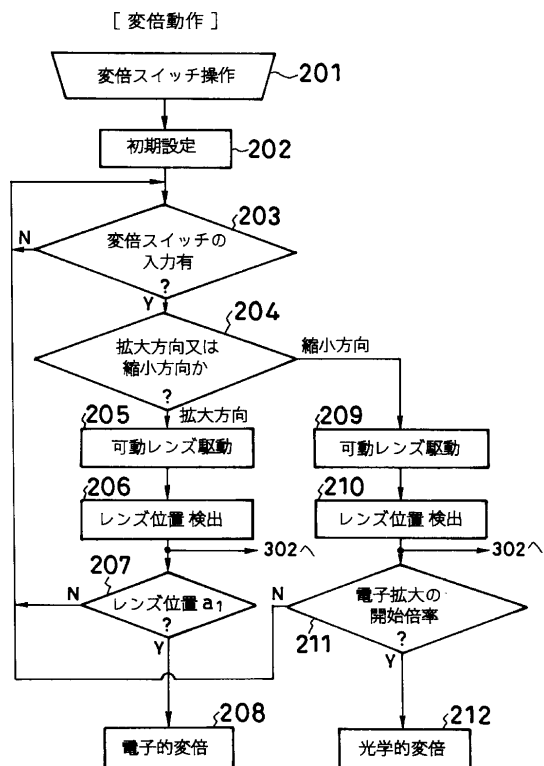 [ 変倍動作 ]
変倍スイッチ操作
201
初期設定
202
203
N
変倍スイッチの
入力有
?
Y
204
拡大方向又は
縮小方向か
?
縮小方向
拡大方向
205
可動レンズ駆動
209
可動レンズ駆動
206
レンズ位置 検出
210
レンズ位置 検出
302へ
302へ
207
N
レンズ位置 a1
?
Y
N
電子拡大の
開始倍率
?
211
Y
208
電子的変倍
212
光学的変倍